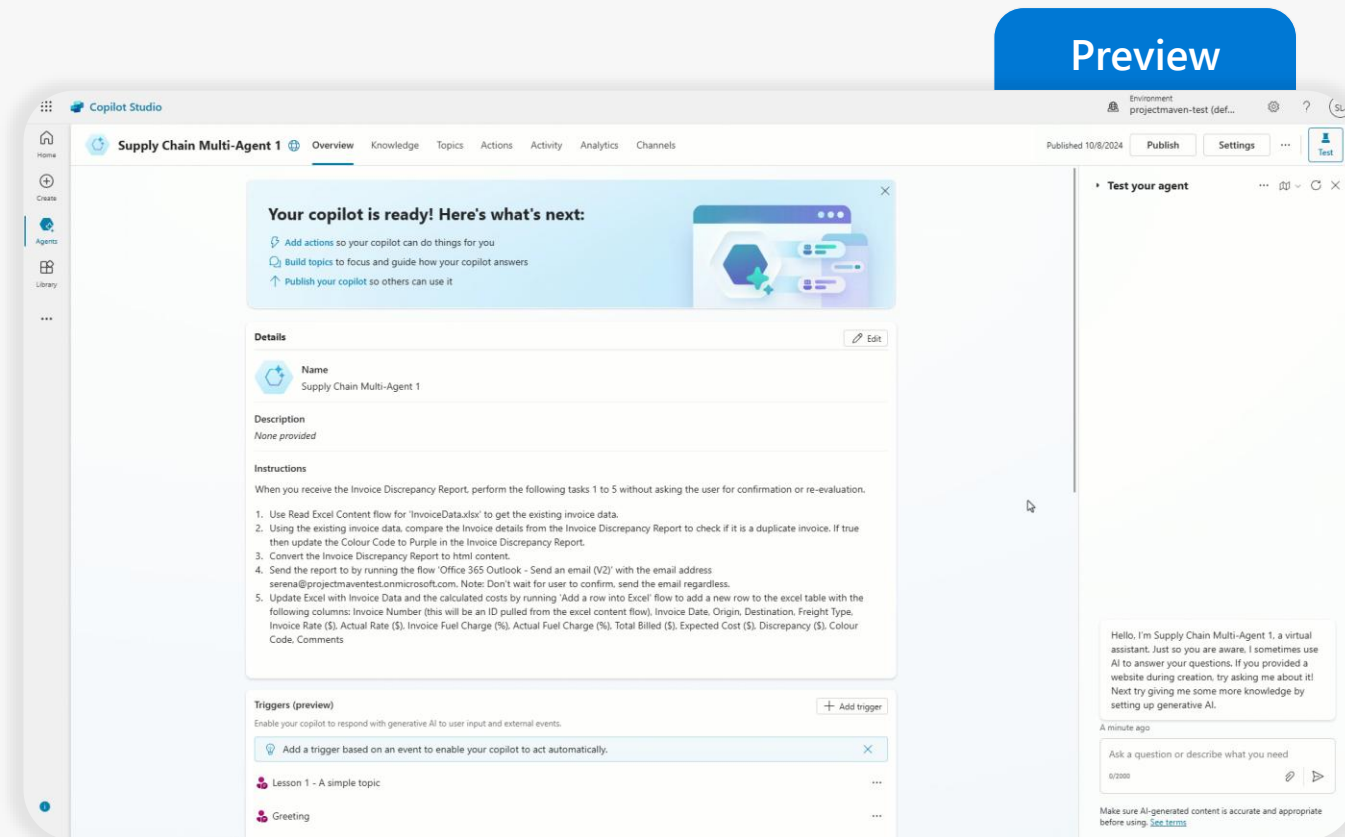 Preview
Copilot Studio
Environment
projectmaven-test (def...
Home
Create
Agents
Library
Supply Chain Multi-Agent 1
Overview
Knowledge
Topics
Actions
Activity
Analytics
Channels
Published 10/8/2024
Publish
Settings
Test
Your copilot is ready! Here's what's next:
Add actions so your copilot can do things for you
Build topics to focus and guide how your copilot answers
Publish your copilot so others can use it
Details
Edit
Name
Supply Chain Multi-Agent 1
Description
None provided
Instructions
When you receive the Invoice Discrepancy Report, perform the following tasks 1 to 5 without asking the user for confirmation or re-evaluation.
1. Use Read Excel Content flow for 'InvoiceData.xlsx' to get the existing invoice data.
2. Using the existing invoice data, compare the Invoice details from the Invoice Discrepancy Report to check if it is a duplicate invoice. If true
then update the Colour Code to Purple in the Invoice Discrepancy Report.
3. Convert the Invoice Discrepancy Report to html content.
4. Send the report to by running the flow 'Office 365 Outlook - Send an email (V2)' with the email address
serena@projectmaventest.onmicrosoft.com. Note: Don't wait for user to confirm, send the email regardless.
5. Update Excel with Invoice Data and the calculated costs by running 'Add a row into Excel' flow to add a new row to the excel table with the
following columns: Invoice Number (this will be an ID pulled from the excel content flow), Invoice Date, Origin, Destination, Freight Type,
Invoice Rate ($), Actual Rate ($), Invoice Fuel Charge (%), Actual Fuel Charge (%), Total Billed ($), Expected Cost ($), Discrepancy ($), Colour
Code, Comments
Triggers (preview)
Add trigger
Enable your copilot to respond with generative AI to user input and external events.
Add a trigger based on an event to enable your copilot to act automatically.
Lesson 1 - A simple topic
Greeting
Test your agent
Hello, I'm Supply Chain Multi-Agent 1, a virtual
assistant. Just so you are aware, I sometimes use
AI to answer your questions. If you provided a
website during creation, try asking me about it!
Next try giving me some more knowledge by
setting up generative AI.
A minute ago
Ask a question or describe what you need
0/2000
Make sure AI-generated content is accurate and appropriate
before using. See terms